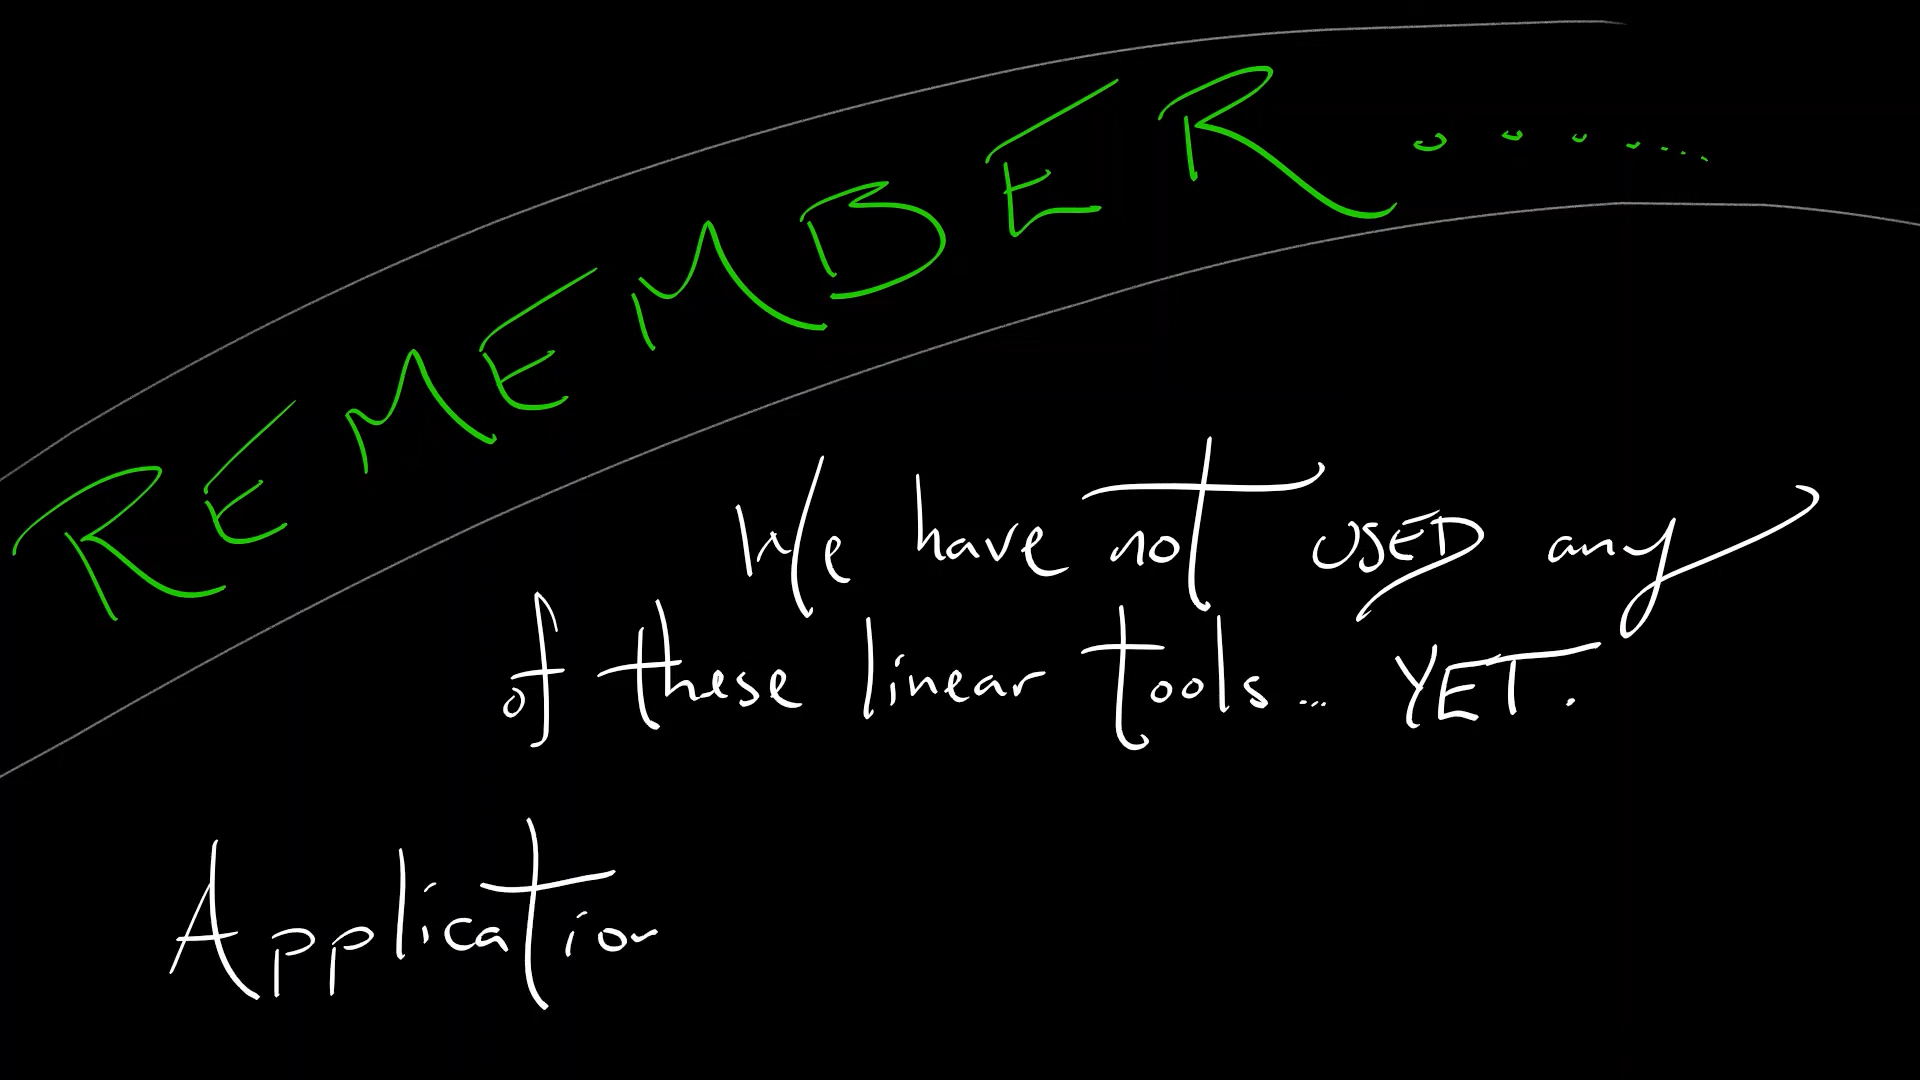 REMEMBER.......
We have not USED any
of these linear tools... YET.
Application